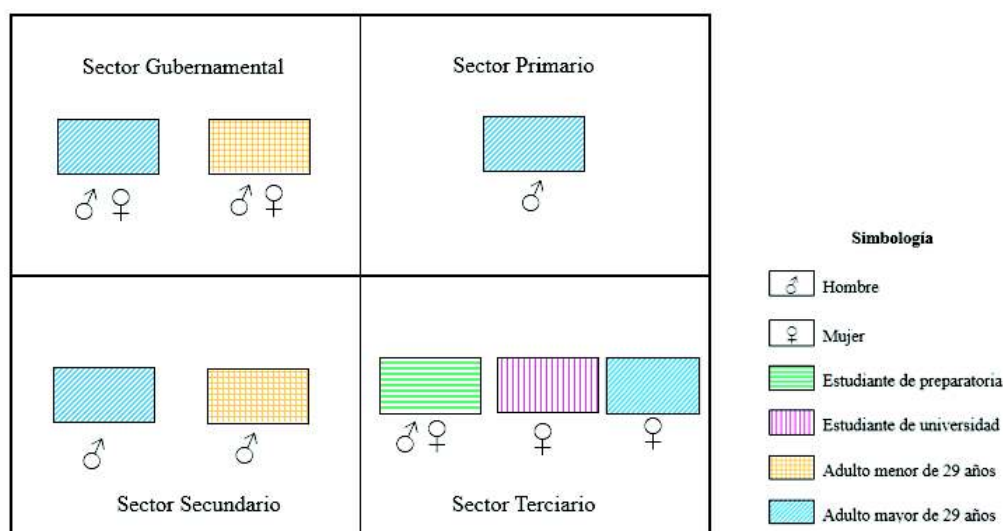 Sector Gubernamental
Sector Primario
Sector Secundario
Sector Terciario
Simbología
Hombre
Mujer
Estudiante de preparatoria
Estudiante de universidad
Adulto menor de 29 años
Adulto mayor de 29 años